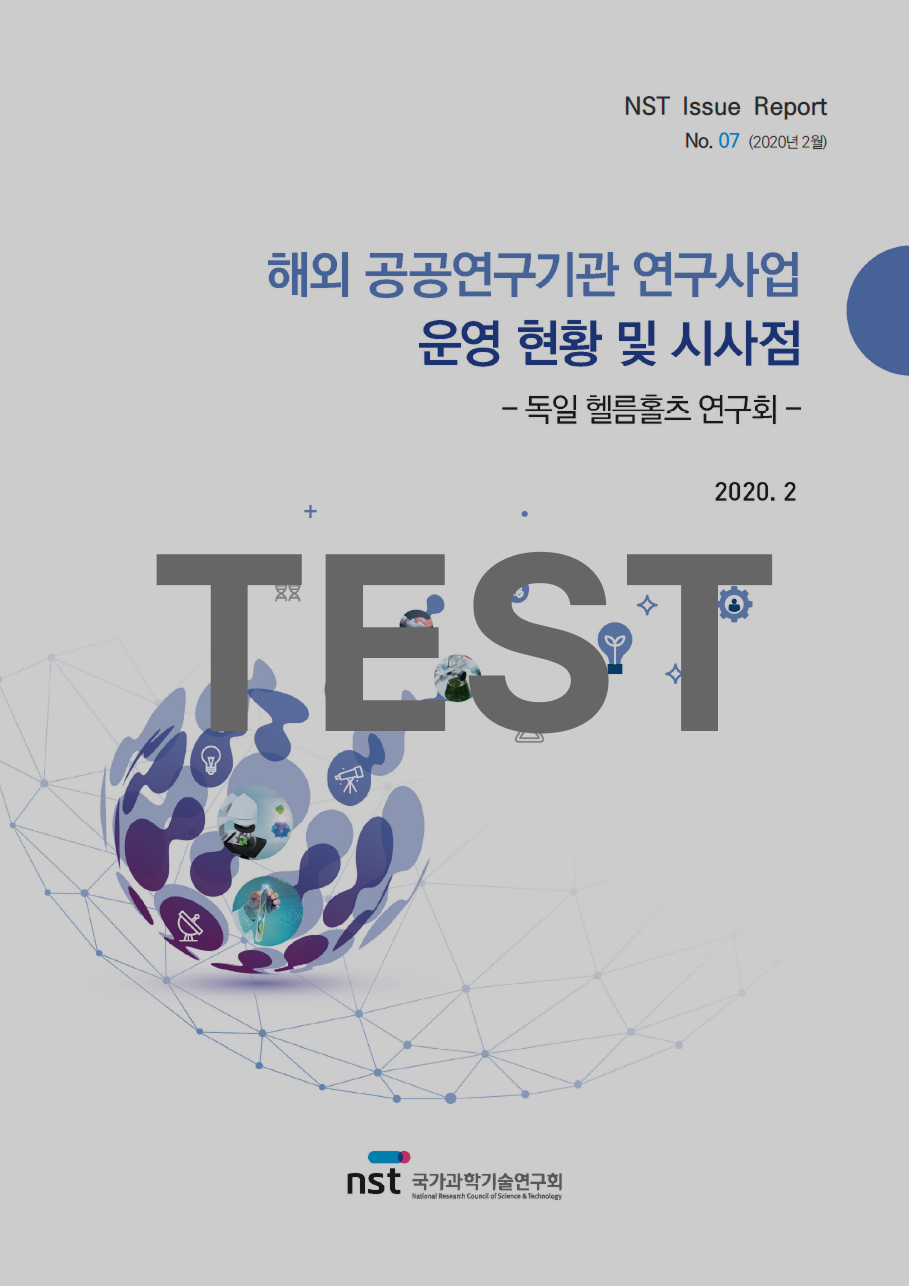 NST Issue Report
No. 07 (2020년 2월)
해외 공공연구기관 연구사업
운영 현황 및 시사점
– 독일 헬름홀츠 연구회 –
2020. 2
TEST
nst 국가과학기술연구회
National Research Council of Science & Technology